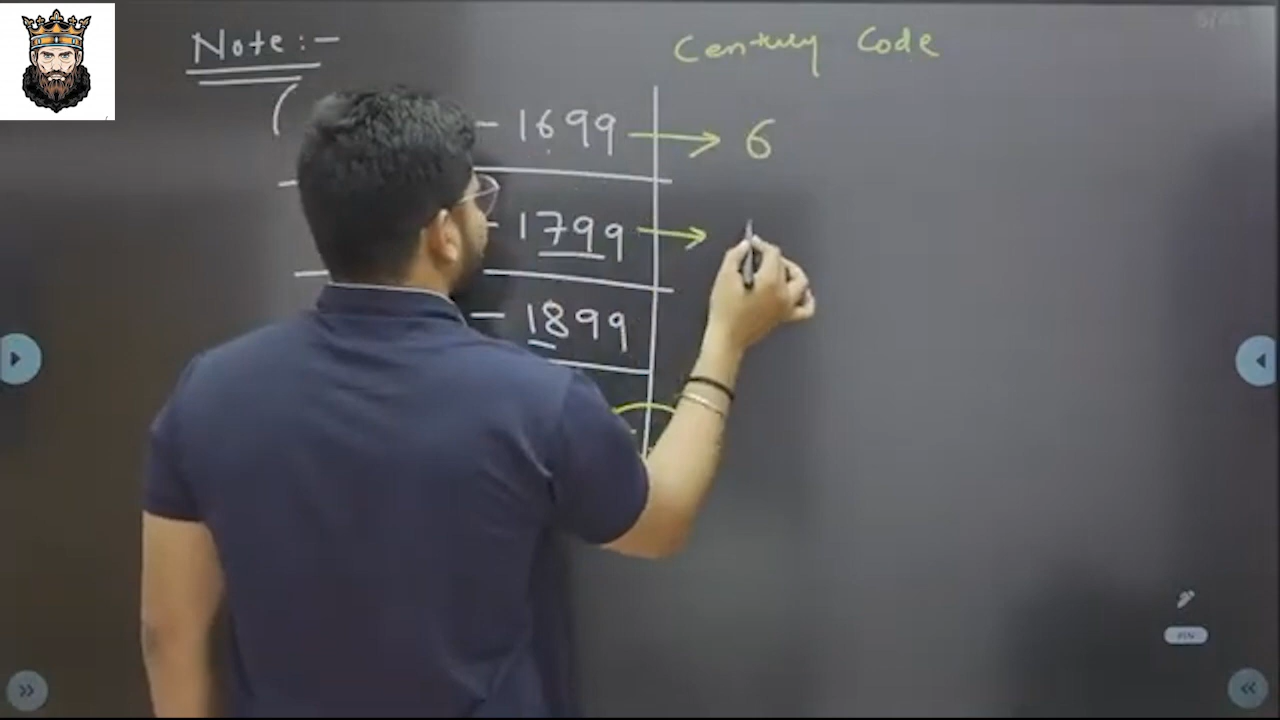 Note:-
Century Code
( - 1699 → 6
- 1799 →
- 1899